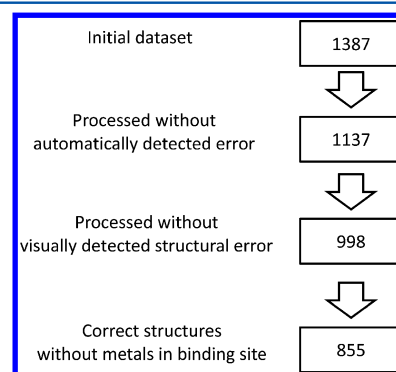 Initial dataset
1387
Processed without
automatically detected error
1137
Processed without
visually detected structural error
998
Correct structures
without metals in binding site
855